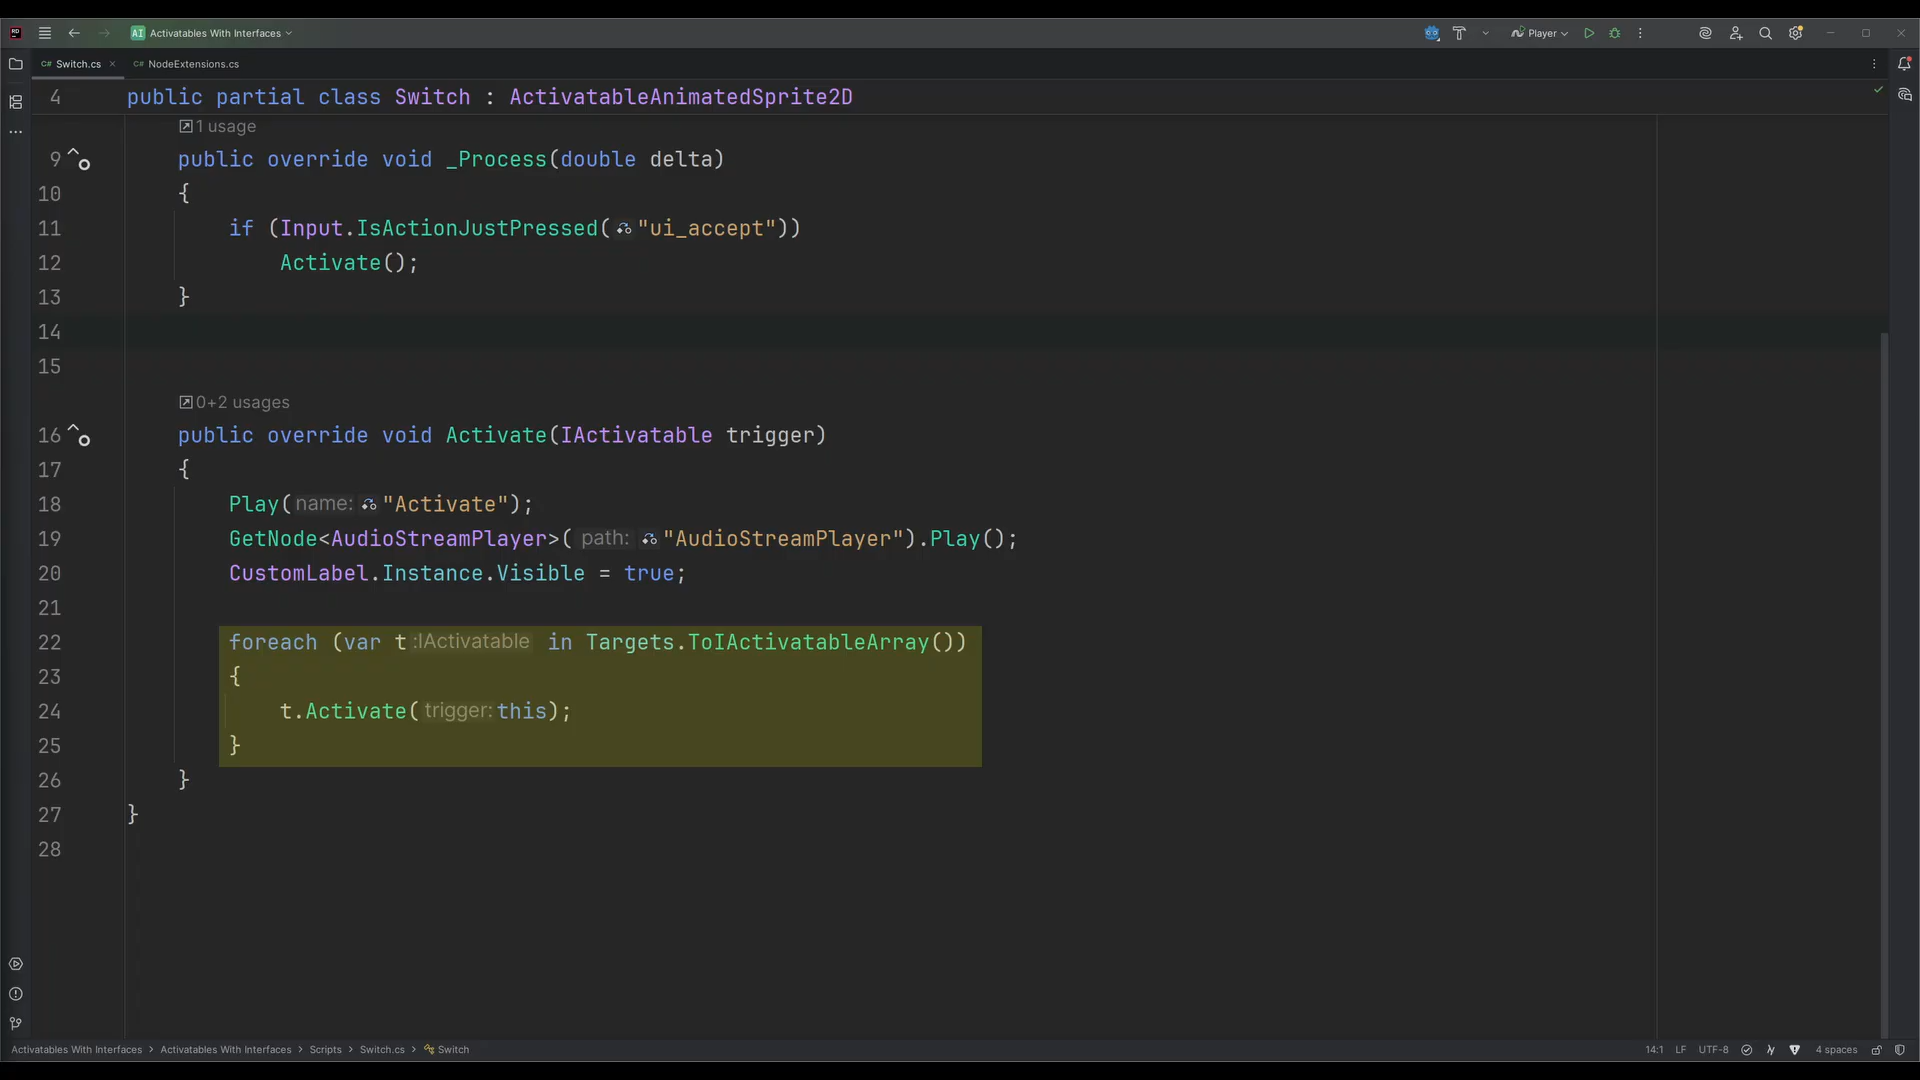 RD AI Activatables With Interfaces Player
C# Switch.cs C# NodeExtensions.cs
4 public partial class Switch : ActivatableAnimatedSprite2D
1 usage
9 public override void _Process(double delta)
10 {
11 if (Input.IsActionJustPressed("ui_accept"))
12 Activate();
13 }
14
15
0+2 usages
16 public override void Activate(IActivatable trigger)
17 {
18 Play(name: "Activate");
19 GetNode<AudioStreamPlayer>(path: "AudioStreamPlayer").Play();
20 CustomLabel.Instance.Visible = true;
21
22 foreach (var t :IActivatable in Targets.ToIActivatableArray())
23 {
24 t.Activate(trigger: this);
25 }
26 }
27 }
28
Activatables With Interfaces > Activatables With Interfaces > Scripts > Switch.cs > Switch 14:1 LF UTF-8 4 spaces